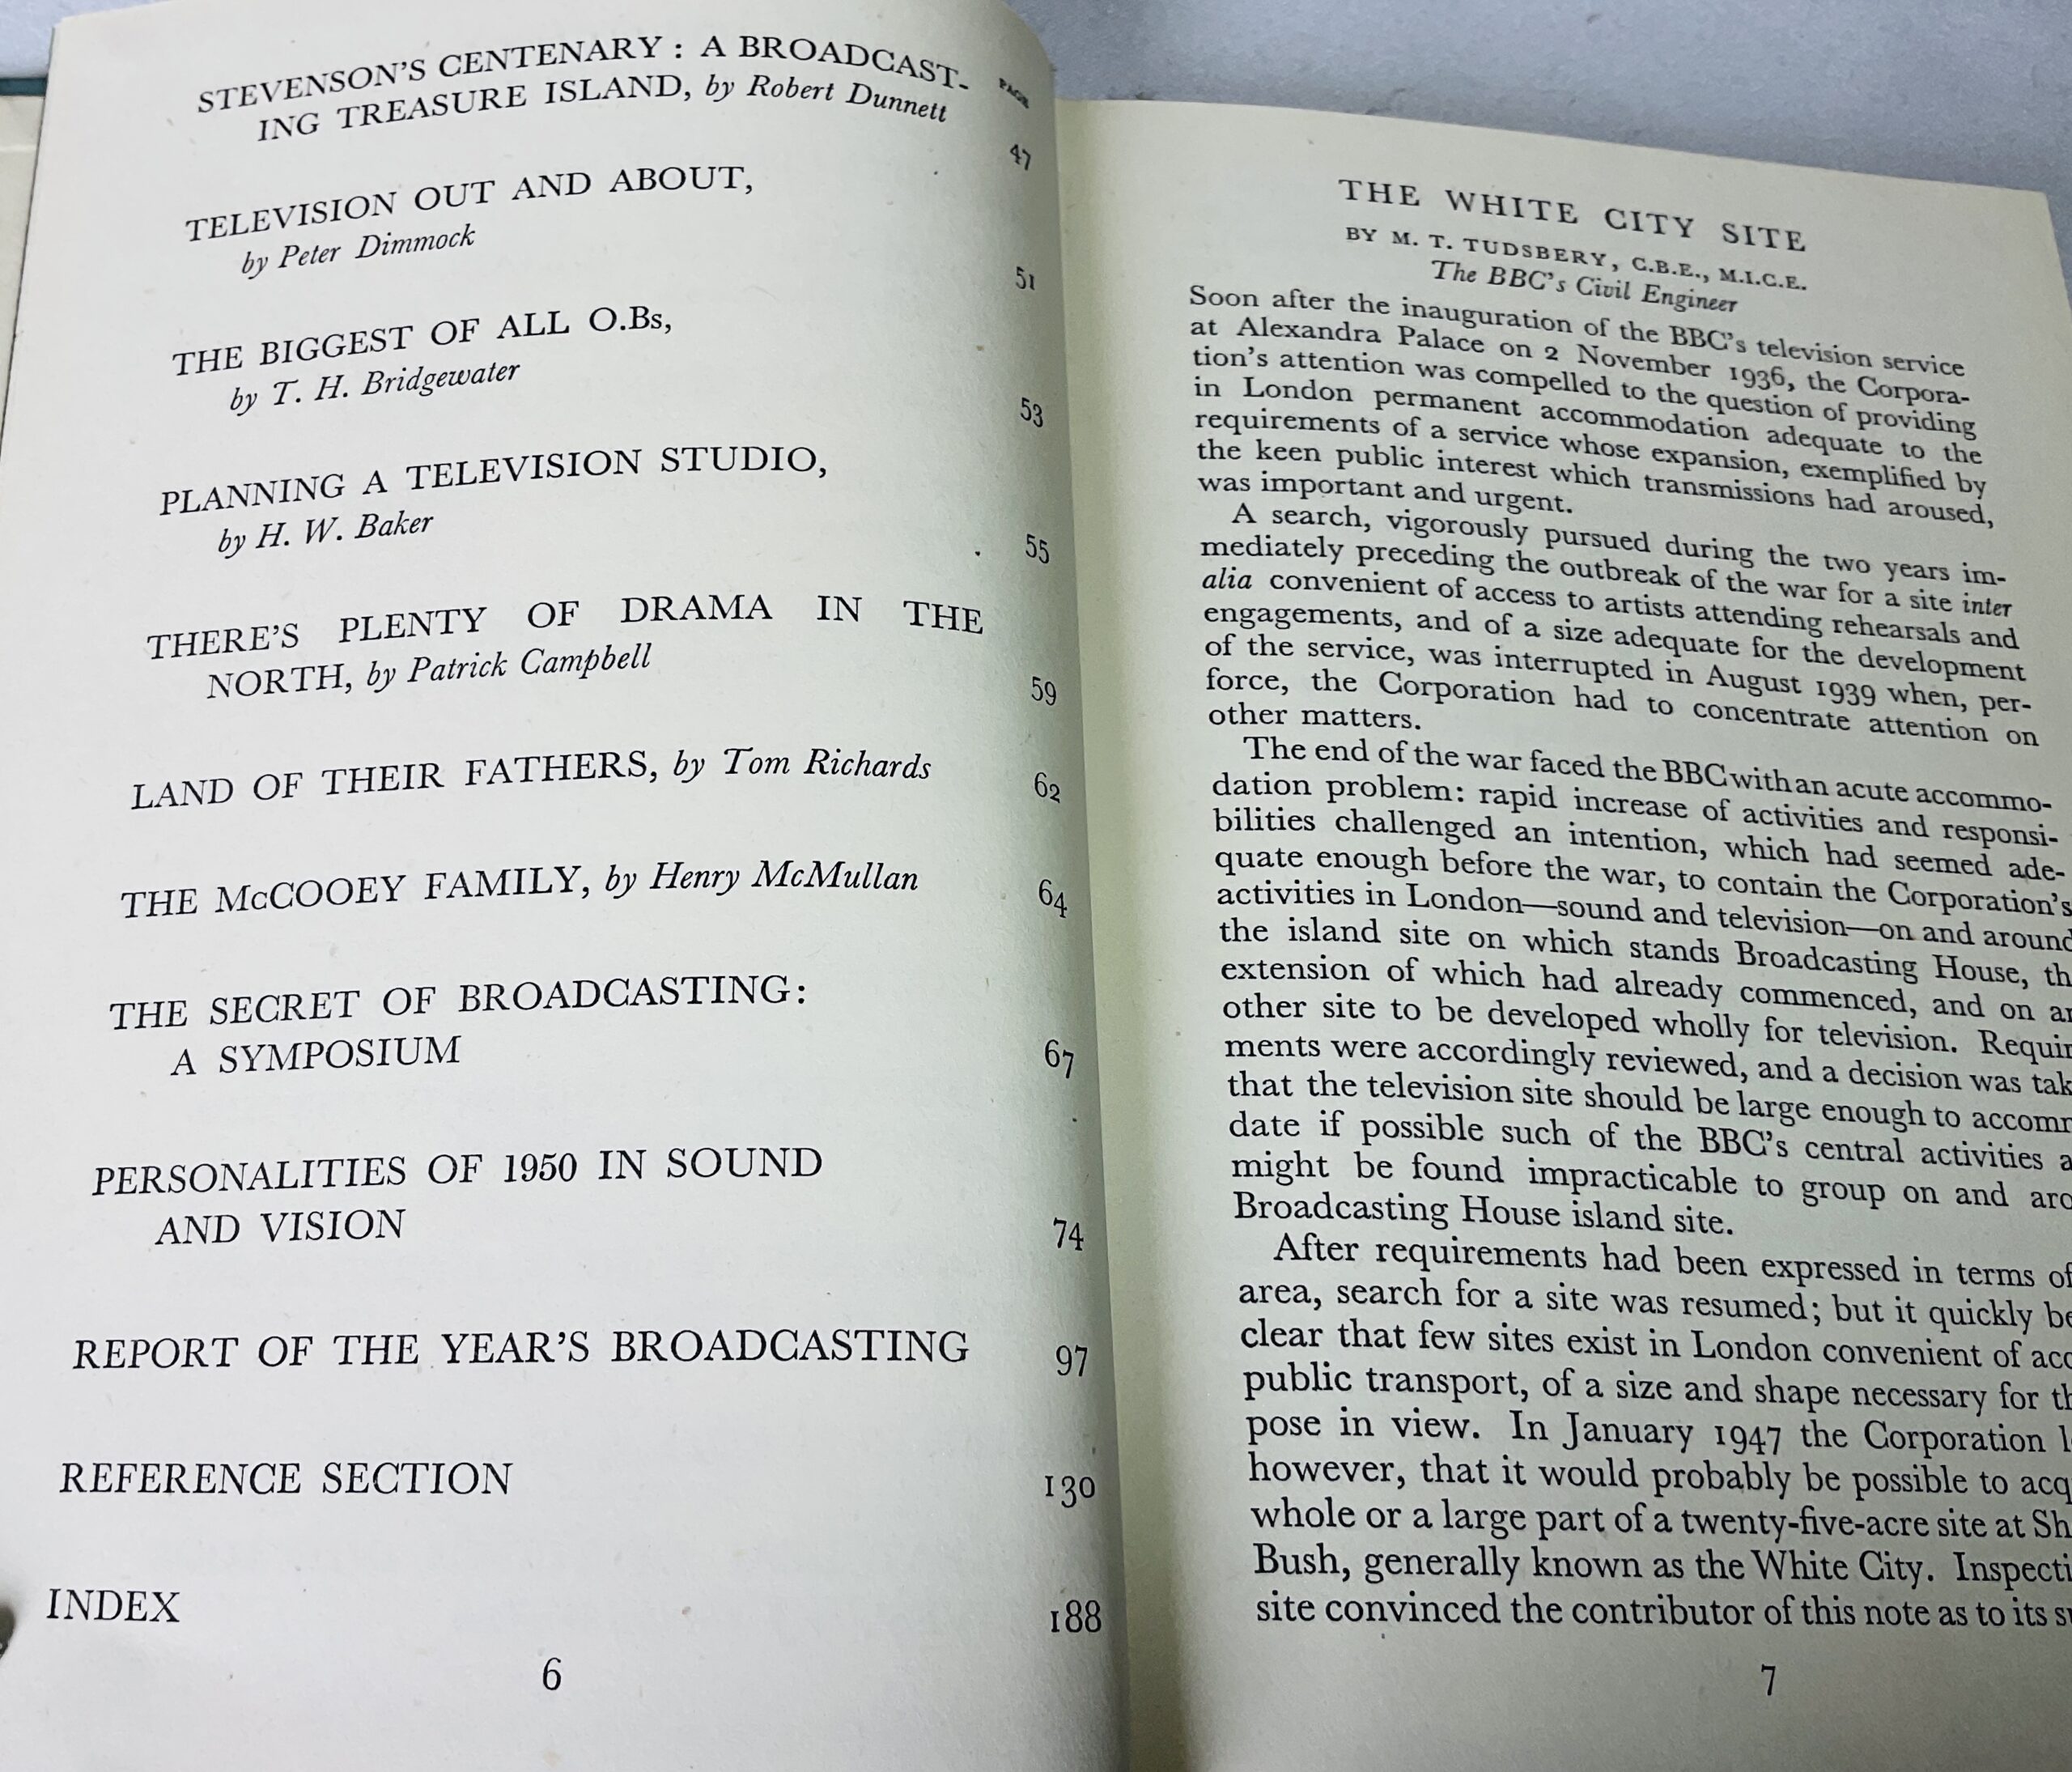 PAGE
STEVENSON'S CENTENARY: A BROADCAST-
ING TREASURE ISLAND, by Robert Dunnett 47
TELEVISION OUT AND ABOUT,
by Peter Dimmock 51
THE BIGGEST OF ALL O.Bs,
by T. H. Bridgewater 53
PLANNING A TELEVISION STUDIO,
by H. W. Baker 55
THERE'S PLENTY OF DRAMA IN THE
NORTH, by Patrick Campbell 59
LAND OF THEIR FATHERS, by Tom Richards 62
THE McCOOEY FAMILY, by Henry McMullan 64
THE SECRET OF BROADCASTING:
A SYMPOSIUM 67
PERSONALITIES OF 1950 IN SOUND
AND VISION 74
REPORT OF THE YEAR'S BROADCASTING 97
REFERENCE SECTION 130
INDEX 188
6
THE WHITE CITY SITE
BY M. T. TUDSBERY, C.B.E., M.I.C.E.
The BBC's Civil Engineer
Soon after the inauguration of the BBC's television service
at Alexandra Palace on 2 November 1936, the Corpora-
tion's attention was compelled to the question of providing
in London permanent accommodation adequate to the
requirements of a service whose expansion, exemplified by
the keen public interest which transmissions had aroused,
was important and urgent.
A search, vigorously pursued during the two years im-
mediately preceding the outbreak of the war for a site inter
alia convenient of access to artists attending rehearsals and
engagements, and of a size adequate for the development
of the service, was interrupted in August 1939 when, per-
force, the Corporation had to concentrate attention on
other matters.
The end of the war faced the BBC with an acute accommo-
dation problem: rapid increase of activities and responsi-
bilities challenged an intention, which had seemed ade-
quate enough before the war, to contain the Corporation's
activities in London—sound and television—on and around
the island site on which stands Broadcasting House, th
extension of which had already commenced, and on an
other site to be developed wholly for television. Requir
ments were accordingly reviewed, and a decision was tak
that the television site should be large enough to accomm
date if possible such of the BBC's central activities a
might be found impracticable to group on and aro
Broadcasting House island site.
After requirements had been expressed in terms of
area, search for a site was resumed; but it quickly be
clear that few sites exist in London convenient of acc
public transport, of a size and shape necessary for th
pose in view. In January 1947 the Corporation l
however, that it would probably be possible to acq
whole or a large part of a twenty-five-acre site at Sh
Bush, generally known as the White City. Inspecti
site convinced the contributor of this note as to its s
7